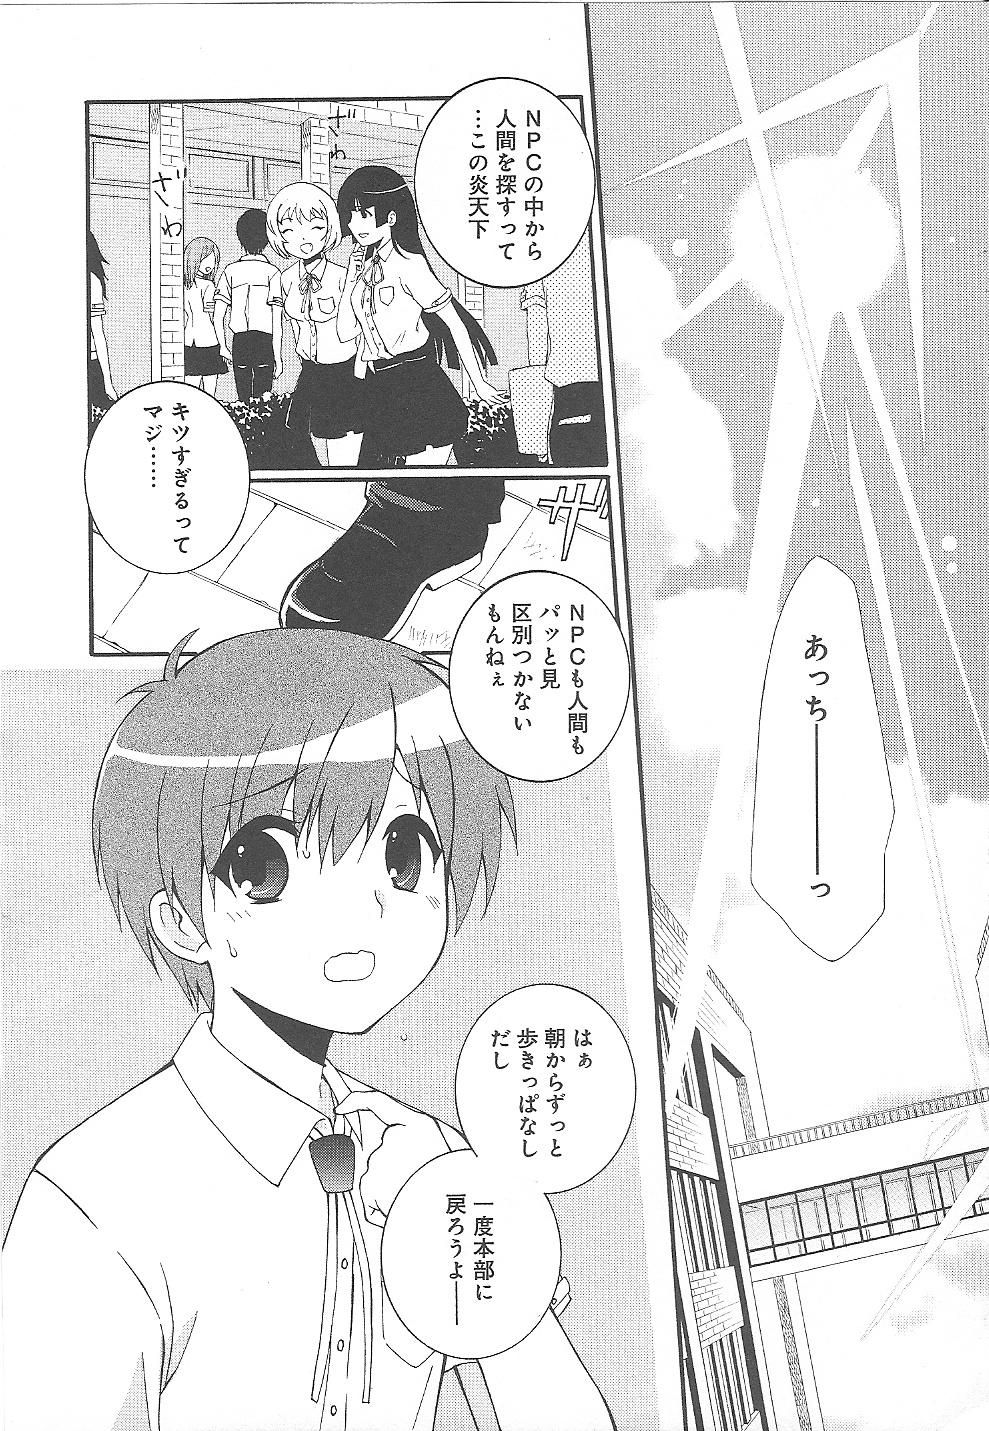 あっち━━━━っ
NPCの中から
人間を探すって
…この炎天下
ざわ
ざわ
キツすぎるって
マジ……
ザッ
NPCも人間も
パッと見
区別つかない
もんねぇ
はぁ
朝からずっと
歩きっぱなし
だし
一度本部に
戻ろうよ━━